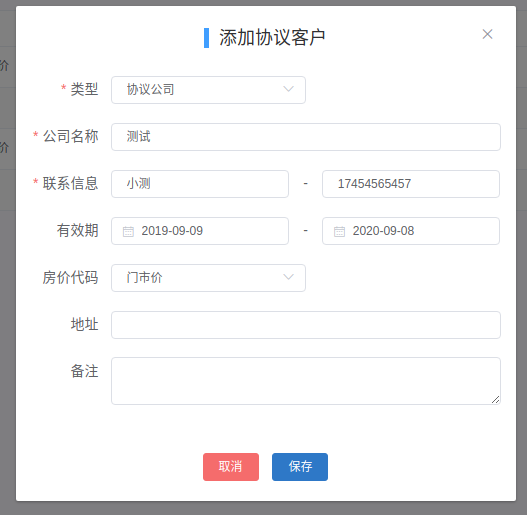 添加协议客户
价
* 类型 协议公司
* 公司名称 测试
价
* 联系信息 小测 - 17454565457
有效期 2019-09-09 - 2020-09-08
房价代码 门市价
地址
备注
取消 保存